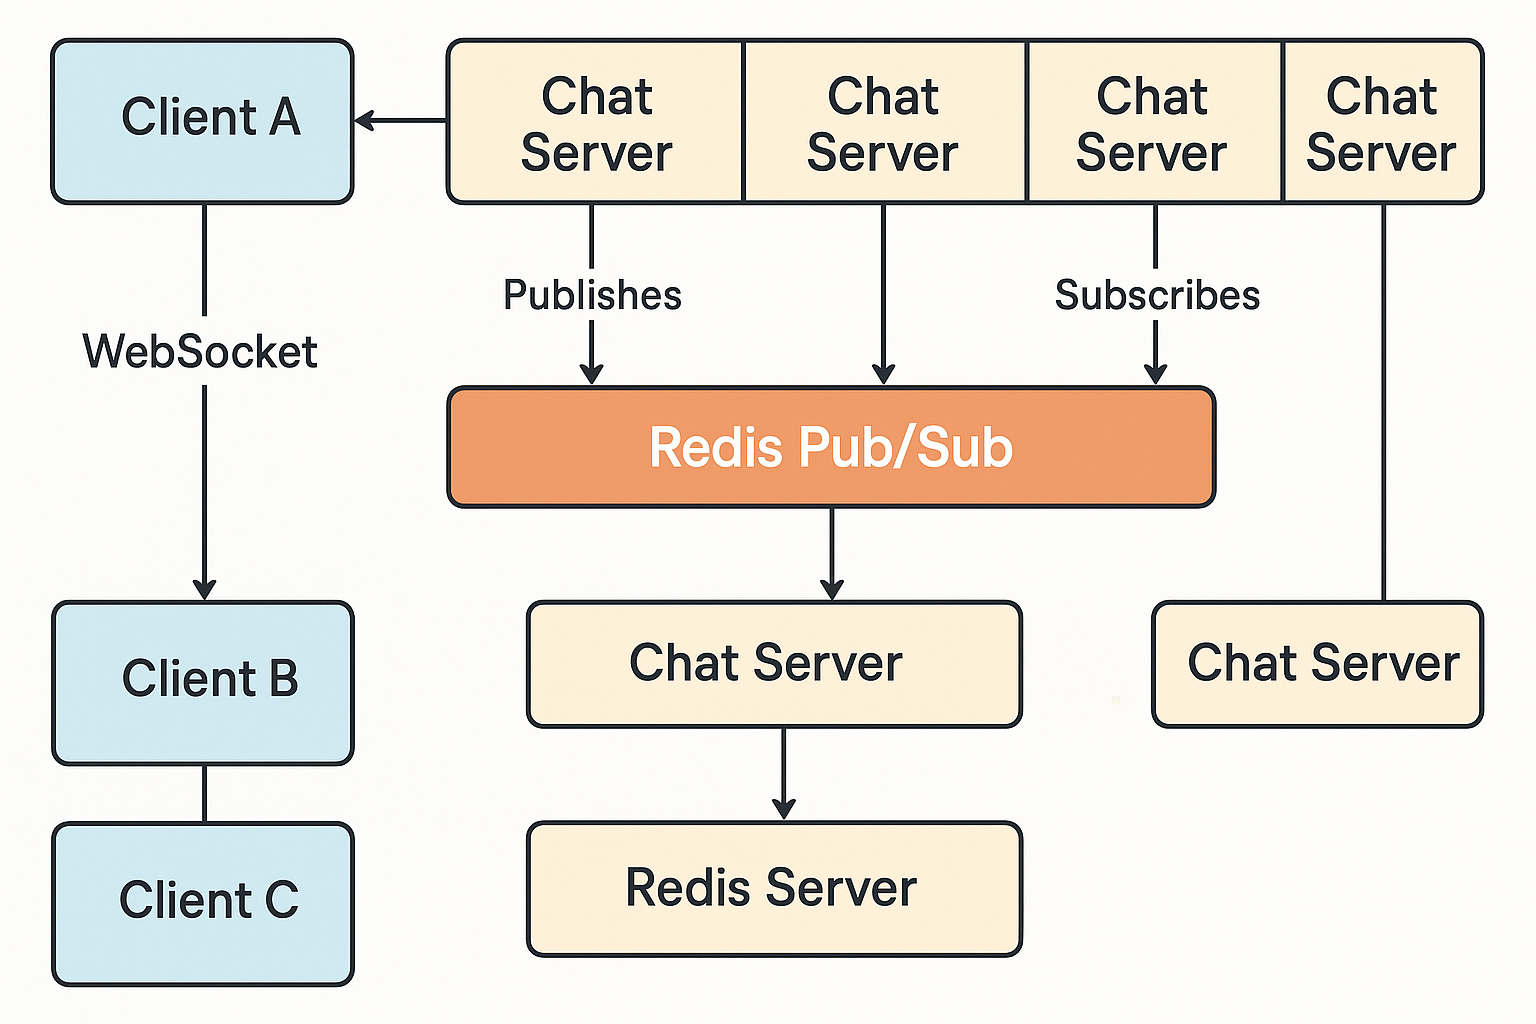 Client A
Chat
Server
Chat
Server
Chat
Server
Chat
Server
Publishes
Subscribes
WebSocket
Redis Pub/Sub
Client B
Chat Server
Chat Server
Client C
Redis Server